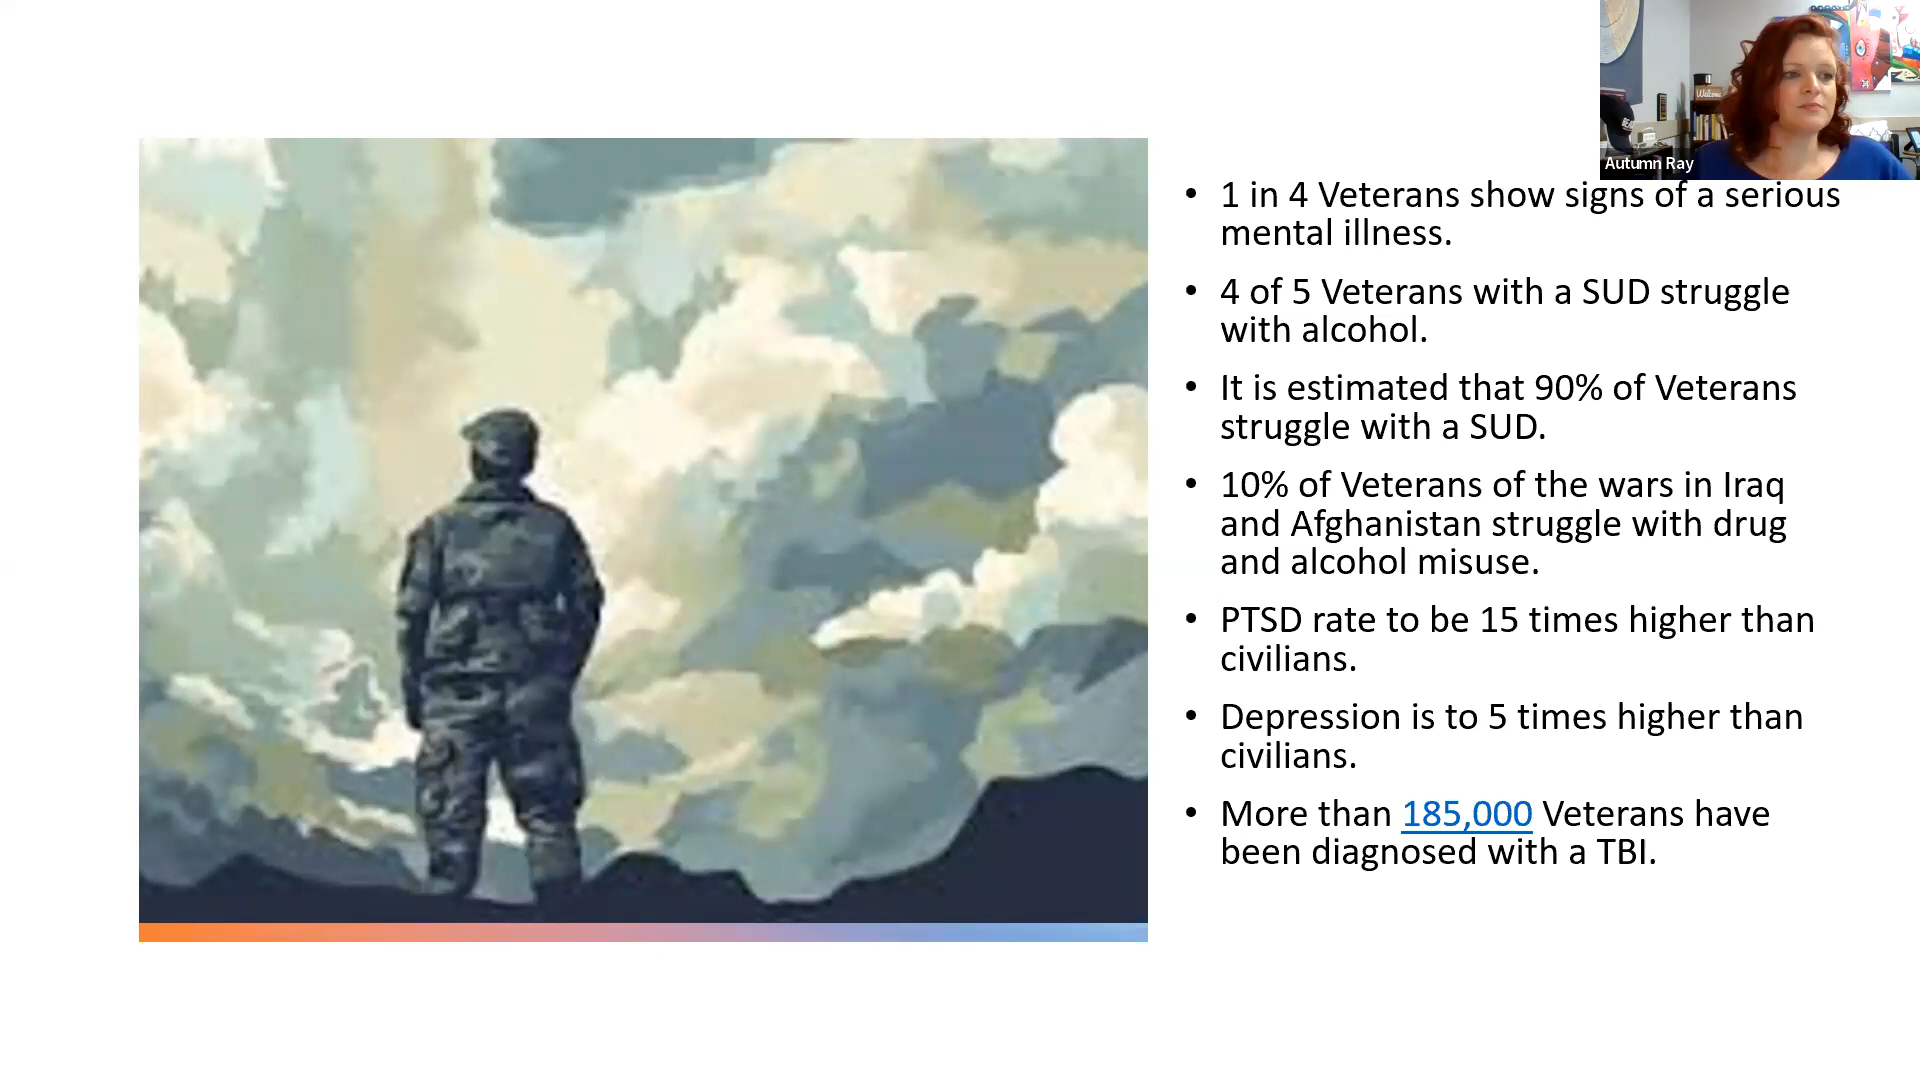 Welcome
Autumn Ray
• 1 in 4 Veterans show signs of a serious
mental illness.
• 4 of 5 Veterans with a SUD struggle
with alcohol.
• It is estimated that 90% of Veterans
struggle with a SUD.
• 10% of Veterans of the wars in Iraq
and Afghanistan struggle with drug
and alcohol misuse.
• PTSD rate to be 15 times higher than
civilians.
• Depression is to 5 times higher than
civilians.
• More than 185,000 Veterans have
been diagnosed with a TBI.